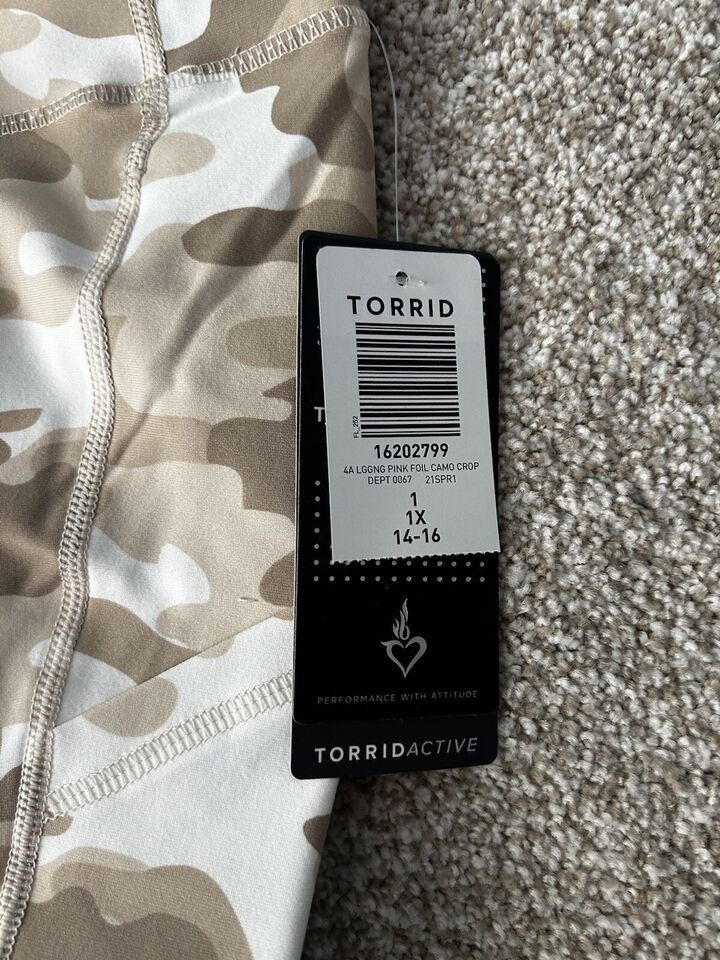 TORRID
FL_252
16202799
4A LGGNG PINK FOIL CAMO CROP
DEPT 0067 21SPR1
1
1X
14-16
PERFORMANCE WITH ATTITUDE
TORRIDACTIVE